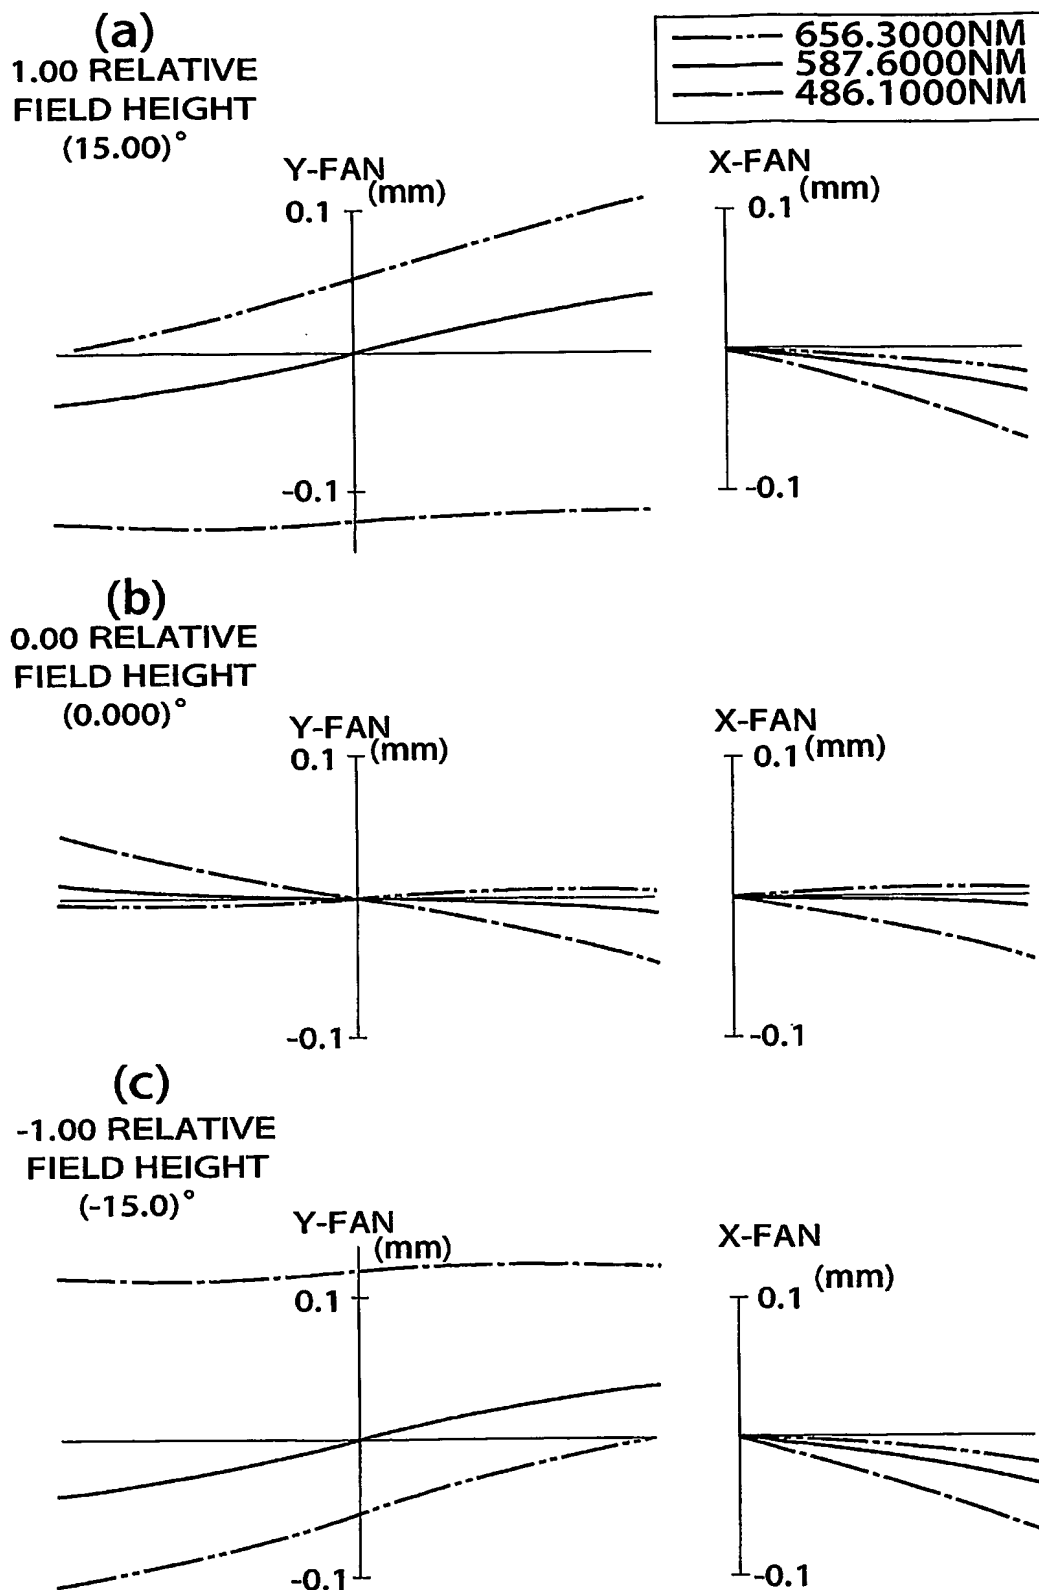 (a)
1.00 RELATIVE
FIELD HEIGHT
(15.00)°
656.3000NM
587.6000NM
486.1000NM
Y-FAN
(mm)
0.1
-0.1
X-FAN
(mm)
0.1
-0.1
(b)
0.00 RELATIVE
FIELD HEIGHT
(0.000)°
Y-FAN
(mm)
0.1
-0.1
X-FAN
(mm)
0.1
-0.1
(c)
-1.00 RELATIVE
FIELD HEIGHT
(-15.0)°
Y-FAN
(mm)
0.1
-0.1
X-FAN
(mm)
0.1
-0.1